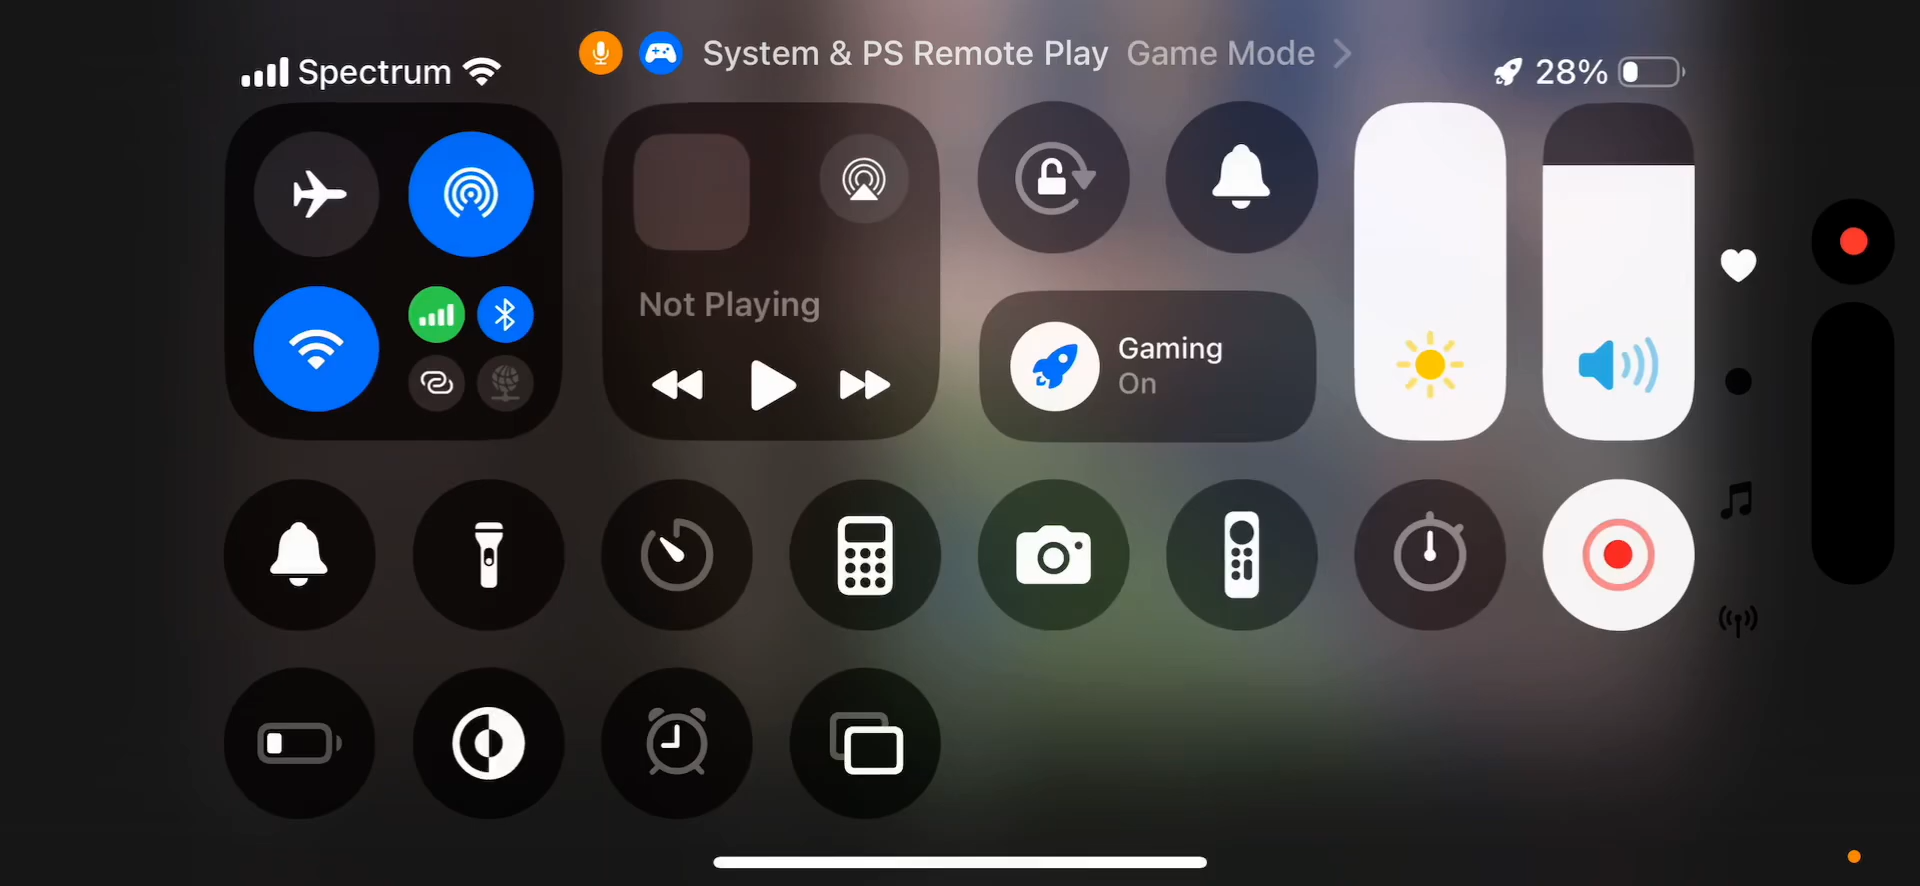 System & PS Remote Play Game Mode
Spectrum
28%
Not Playing
Gaming
On